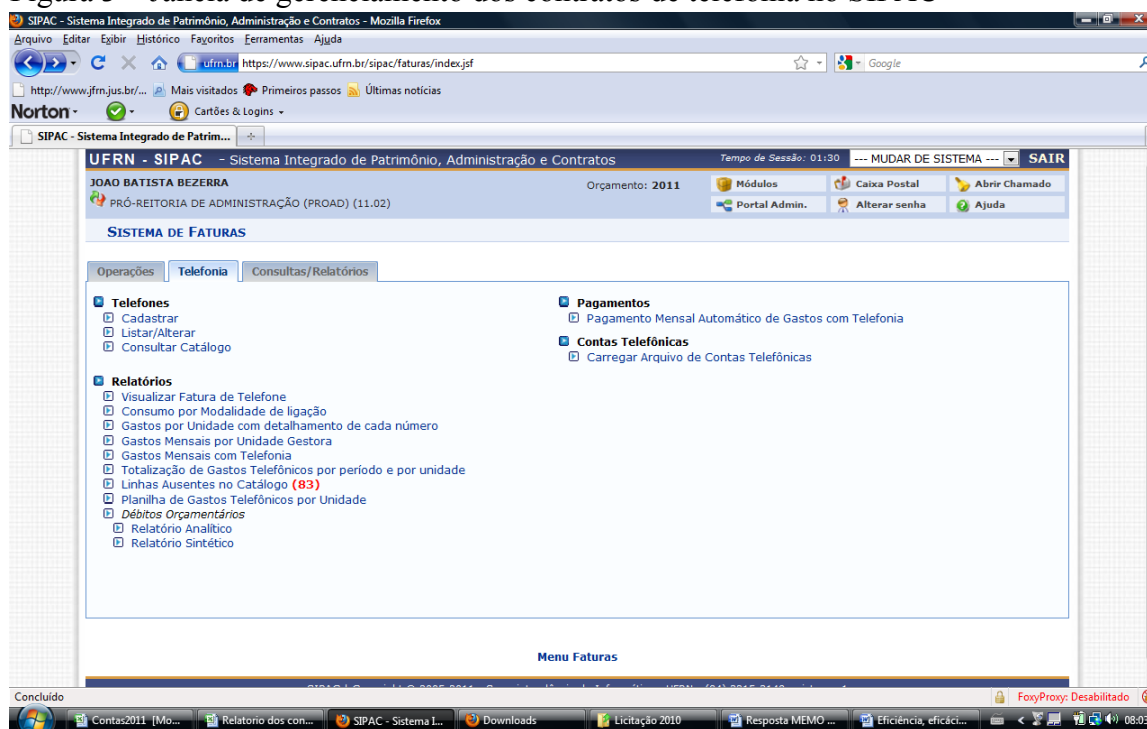 SIPAC - Sistema Integrado de Patrimônio, Administração e Contratos - Mozilla Firefox
Arquivo Editar Exibir Histórico Favoritos Ferramentas Ajuda
ufrn.br https://www.sipac.ufrn.br/sipac/faturas/index.jsf
Google
http://www.jfrn.jus.br/... Mais visitados Primeiros passos Últimas notícias
Norton Cartões & Logins
SIPAC - Sistema Integrado de Patrim...
UFRN - SIPAC - Sistema Integrado de Patrimônio, Administração e Contratos Tempo de Sessão: 01:30 --- MUDAR DE SISTEMA --- SAIR
JOAO BATISTA BEZERRA Orçamento: 2011 Módulos Caixa Postal Abrir Chamado
PRÓ-REITORIA DE ADMINISTRAÇÃO (PROAD) (11.02) Portal Admin. Alterar senha Ajuda
SISTEMA DE FATURAS
Operações Telefonia Consultas/Relatórios
Telefones
Cadastrar
Listar/Alterar
Consultar Catálogo
Relatórios
Visualizar Fatura de Telefone
Consumo por Modalidade de ligação
Gastos por Unidade com detalhamento de cada número
Gastos Mensais por Unidade Gestora
Gastos Mensais com Telefonia
Totalização de Gastos Telefônicos por período e por unidade
Linhas Ausentes no Catálogo (83)
Planilha de Gastos Telefônicos por Unidade
Débitos Orçamentários
Relatório Analítico
Relatório Sintético
Pagamentos
Pagamento Mensal Automático de Gastos com Telefonia
Contas Telefônicas
Carregar Arquivo de Contas Telefônicas
Menu Faturas
Concluído FoxyProxy: Desabilitado
Contas2011 [Mo... Relatorio dos con... SIPAC - Sistema I... Downloads Licitação 2010 Resposta MEMO ... Eficiência, eficáci... 08:03